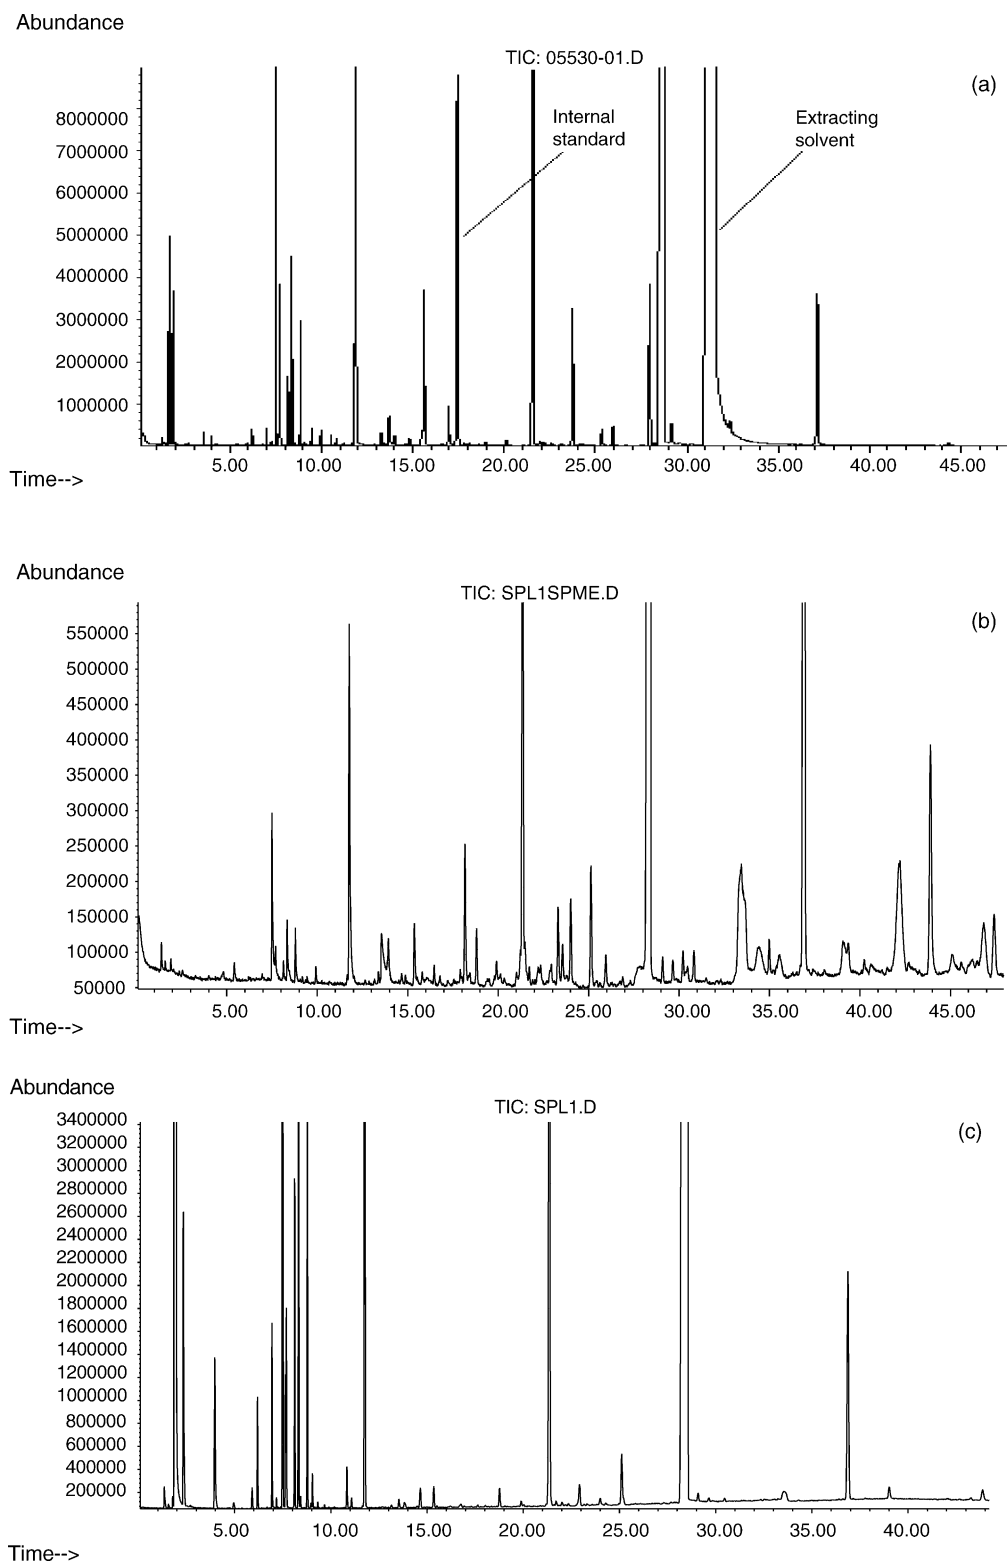 Abundance
TIC: 05530-01.D
(a)
Internal
standard
Extracting
solvent
8000000
7000000
6000000
5000000
4000000
3000000
2000000
1000000
5.00 10.00 15.00 20.00 25.00 30.00 35.00 40.00 45.00
Time-->
Abundance
TIC: SPL1SPME.D
(b)
550000
500000
450000
400000
350000
300000
250000
200000
150000
100000
50000
5.00 10.00 15.00 20.00 25.00 30.00 35.00 40.00 45.00
Time-->
Abundance
TIC: SPL1.D
(c)
3400000
3200000
3000000
2800000
2600000
2400000
2200000
2000000
1800000
1600000
1400000
1200000
1000000
800000
600000
400000
200000
5.00 10.00 15.00 20.00 25.00 30.00 35.00 40.00
Time-->